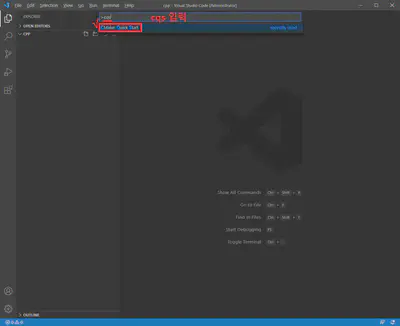 File Edit Selection View Go Run Terminal Help
cpp - Visual Studio Code [Administrator]
EXPLORER
>cqs
cqs 입력
CMake: Quick Start
recently used
OPEN EDITORS
CPP
Show All Commands Ctrl + Shift + P
Go to File Ctrl + P
Find in Files Ctrl + Shift + F
Start Debugging F5
Toggle Terminal Ctrl + `
OUTLINE